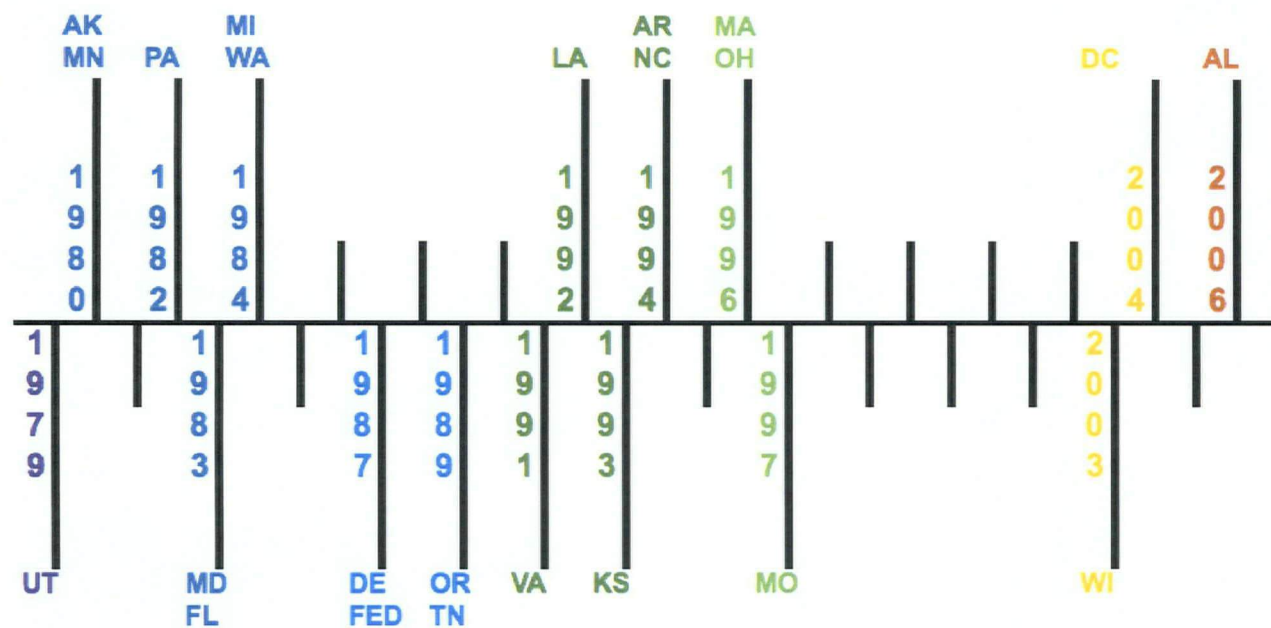 AK
MN
PA
MI
WA
LA
AR
NC
MA
OH
DC
AL
1980
1982
1984
1992
1994
1996
2004
2006
1979
1983
1987
1989
1991
1993
1997
2003
UT
MD
FL
DE
FED
OR
TN
VA
KS
MO
WI